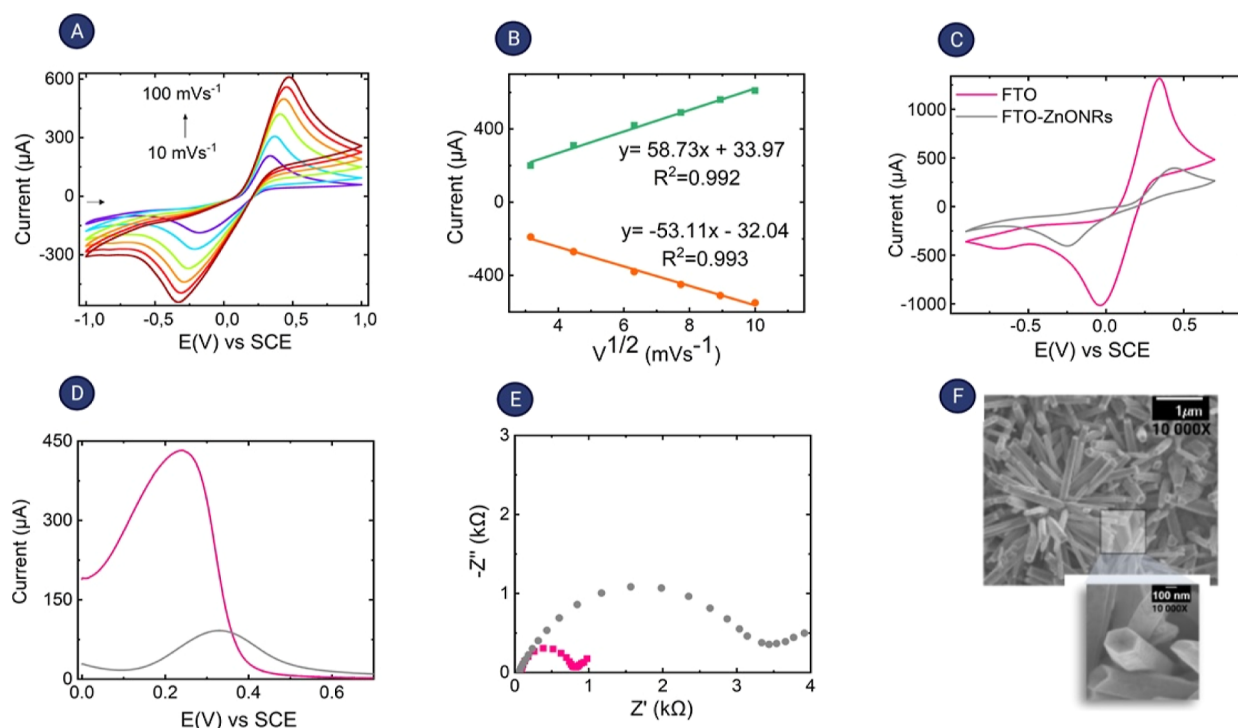 A
600
300
0
-300
100 mVs⁻¹
10 mVs⁻¹
-1,0 -0,5 0,0 0,5 1,0
E(V) vs SCE
Current (µA)
B
400
0
-400
y= 58.73x + 33.97
R²=0.992
y= -53.11x - 32.04
R²=0.993
4 6 8 10
V^1/2 (mVs⁻¹)
Current (µA)
C
1000
500
0
-500
-1000
FTO
FTO-ZnONRs
-0.5 0.0 0.5
E(V) vs SCE
Current (µA)
D
450
300
150
0
0.0 0.2 0.4 0.6
E(V) vs SCE
Current (µA)
E
3
2
1
0
0 1 2 3 4
Z' (kΩ)
-Z'' (kΩ)
F
1µm
10 000X
100 nm
10 000X